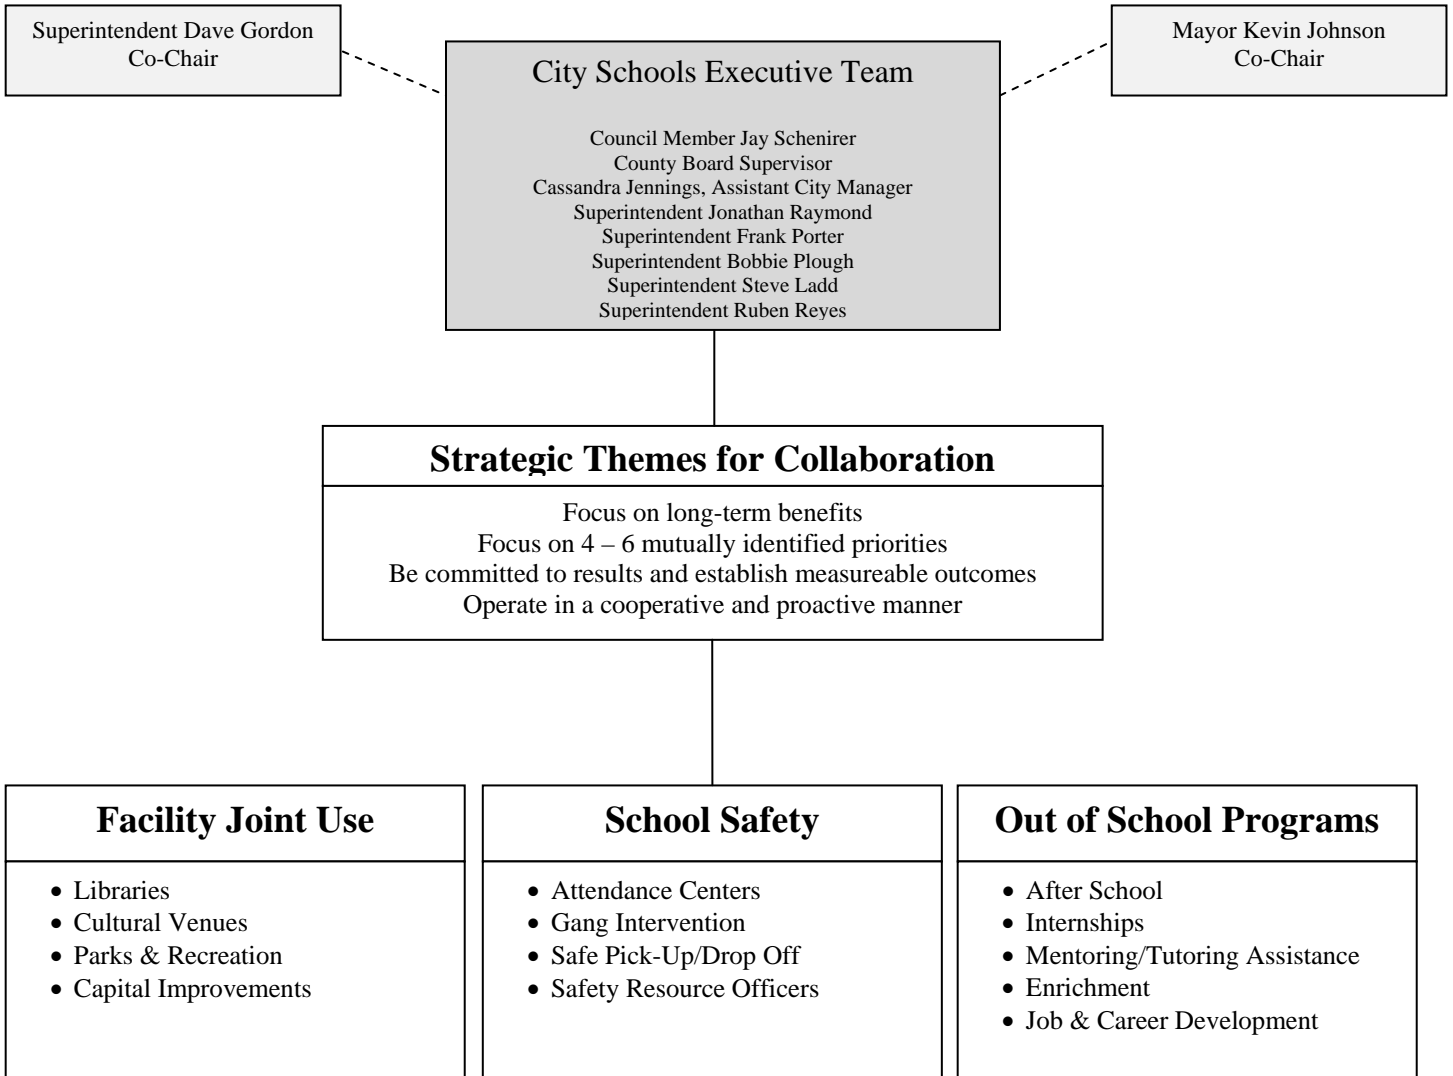 Superintendent Dave Gordon
Co-Chair
Mayor Kevin Johnson
Co-Chair
City Schools Executive Team
Council Member Jay Schenirer
County Board Supervisor
Cassandra Jennings, Assistant City Manager
Superintendent Jonathan Raymond
Superintendent Frank Porter
Superintendent Bobbie Plough
Superintendent Steve Ladd
Superintendent Ruben Reyes
Strategic Themes for Collaboration
Focus on long-term benefits
Focus on 4 – 6 mutually identified priorities
Be committed to results and establish measureable outcomes
Operate in a cooperative and proactive manner
Facility Joint Use
• Libraries
• Cultural Venues
• Parks & Recreation
• Capital Improvements
School Safety
• Attendance Centers
• Gang Intervention
• Safe Pick-Up/Drop Off
• Safety Resource Officers
Out of School Programs
• After School
• Internships
• Mentoring/Tutoring Assistance
• Enrichment
• Job & Career Development